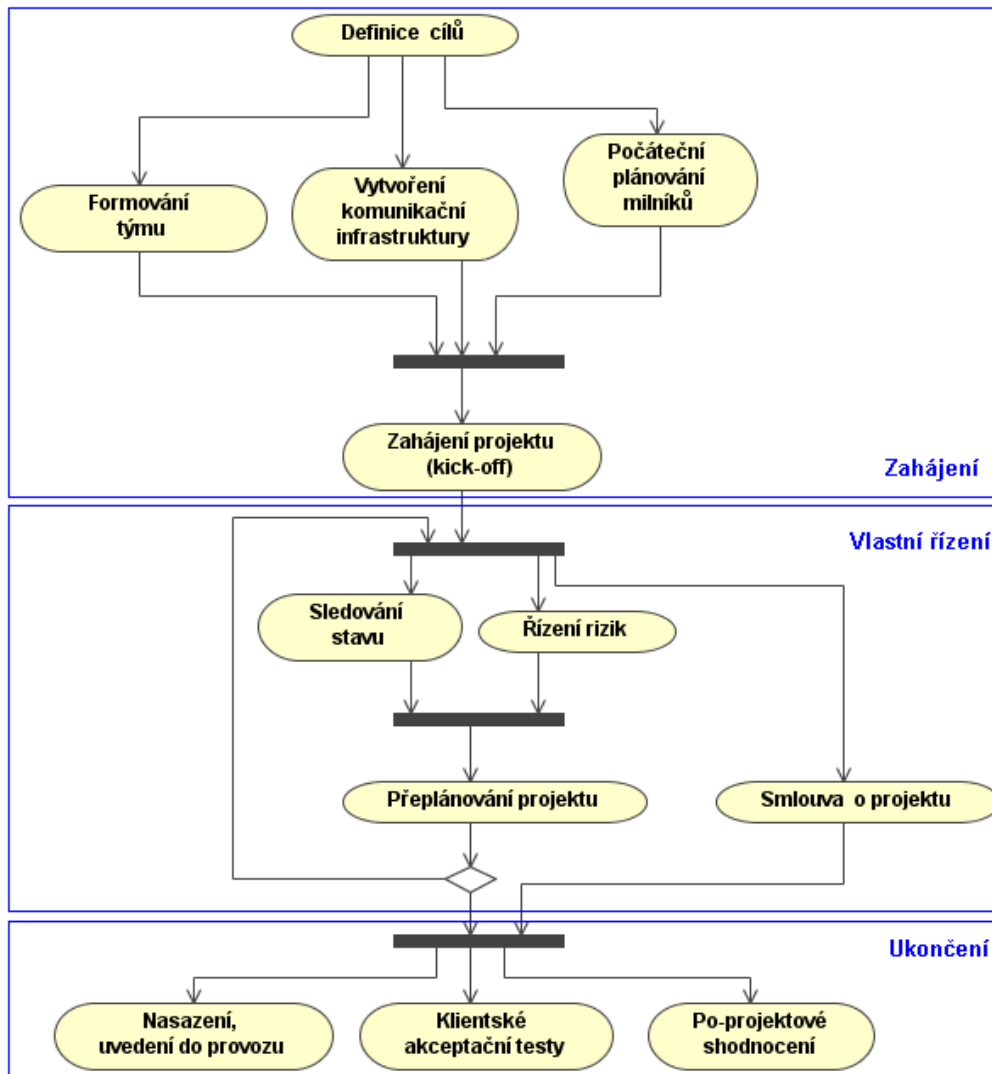 Definice cílů
Formování
týmu
Vytvoření
komunikační
infrastruktury
Počáteční
plánování
milníků
Zahájení projektu
(kick-off)
Zahájení
Vlastní řízení
Sledování
stavu
Řízení rizik
Přeplánování projektu
Smlouva o projektu
Ukončení
Nasazení,
uvedení do provozu
Klientské
akceptační testy
Po-projektové
shodnocení